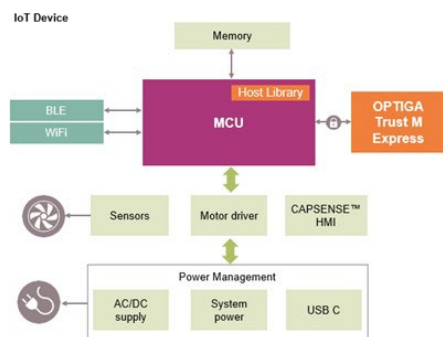 IoT Device
Memory
Host Library
MCU
BLE
WiFi
OPTIGA
Trust M
Express
Sensors
Motor driver
CAPSENSE™
HMI
Power Management
AC/DC
supply
System
power
USB C